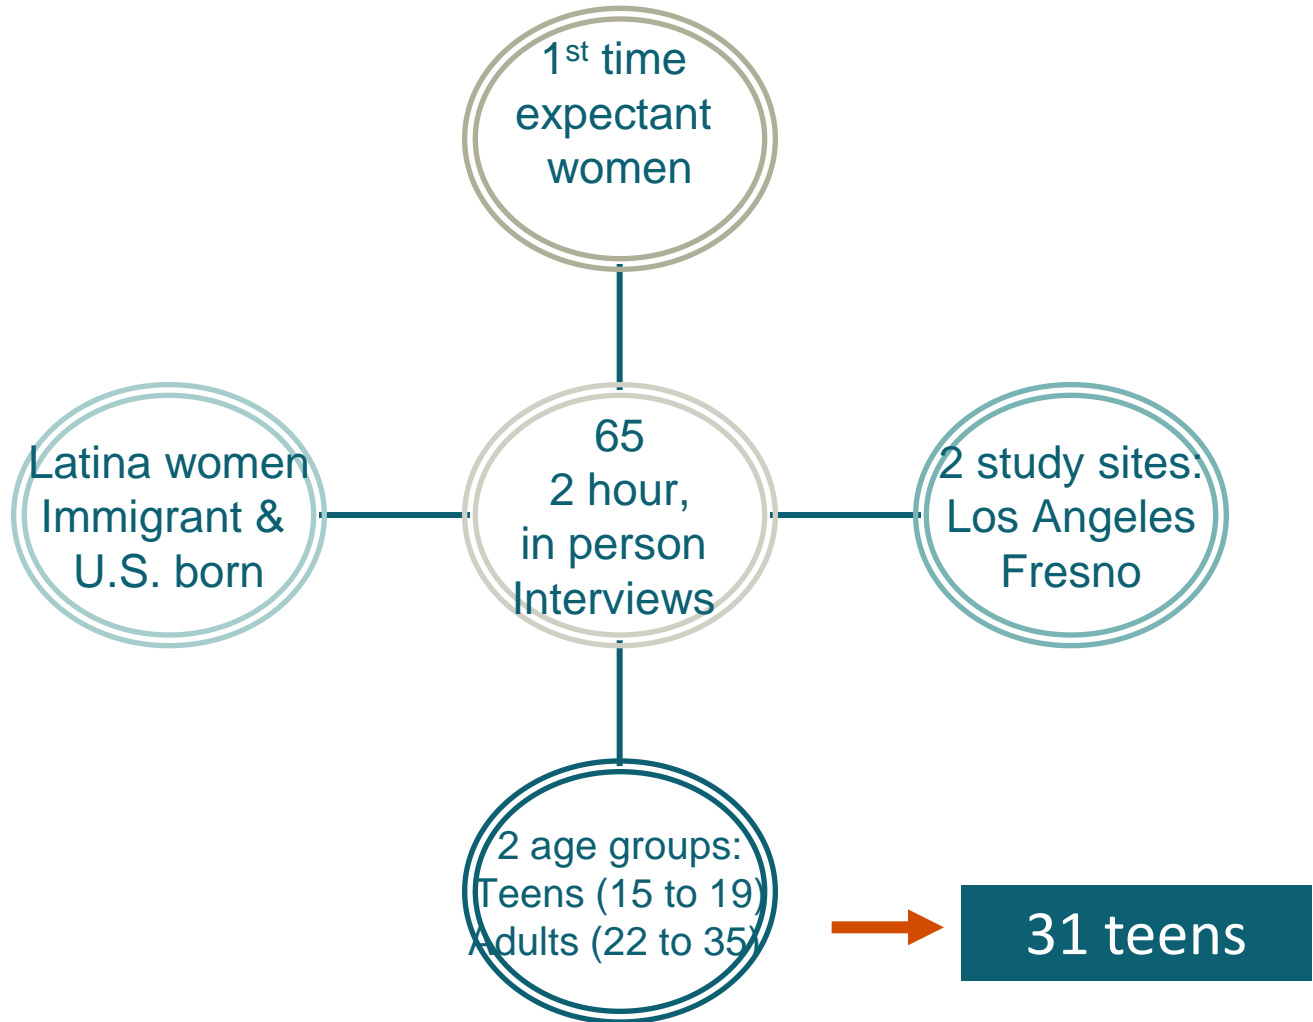 1st time
expectant
women
Latina women
Immigrant &
U.S. born
65
2 hour,
in person
Interviews
2 study sites:
Los Angeles
Fresno
2 age groups:
Teens (15 to 19)
Adults (22 to 35)
31 teens